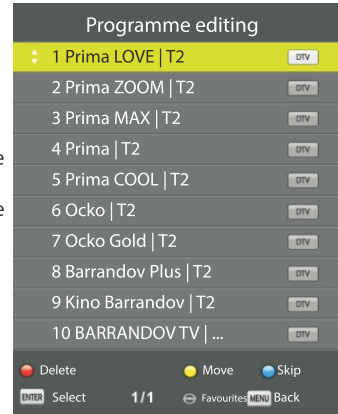 Programme editing
1 Prima LOVE | T2 DTV
2 Prima ZOOM | T2 DTV
3 Prima MAX | T2 DTV
4 Prima | T2 DTV
e
5 Prima COOL | T2 DTV
e
6 Ocko | T2 DTV
7 Ocko Gold | T2 DTV
8 Barrandov Plus | T2 DTV
9 Kino Barrandov | T2 DTV
10 BARRANDOV TV | ... DTV
Delete Move Skip
ENTER Select 1/1 Favourites MENU Back